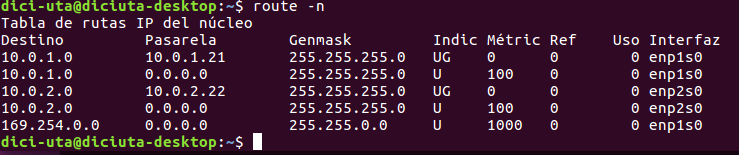 dici-uta@diciuta-desktop:~$ route -n
Tabla de rutas IP del núcleo
Destino Pasarela Genmask Indic Métric Ref Uso Interfaz
10.0.1.0 10.0.1.21 255.255.255.0 UG 0 0 0 enp1s0
10.0.1.0 0.0.0.0 255.255.255.0 U 100 0 0 enp1s0
10.0.2.0 10.0.2.22 255.255.255.0 UG 0 0 0 enp2s0
10.0.2.0 0.0.0.0 255.255.255.0 U 100 0 0 enp2s0
169.254.0.0 0.0.0.0 255.255.0.0 U 1000 0 0 enp1s0
dici-uta@diciuta-desktop:~$